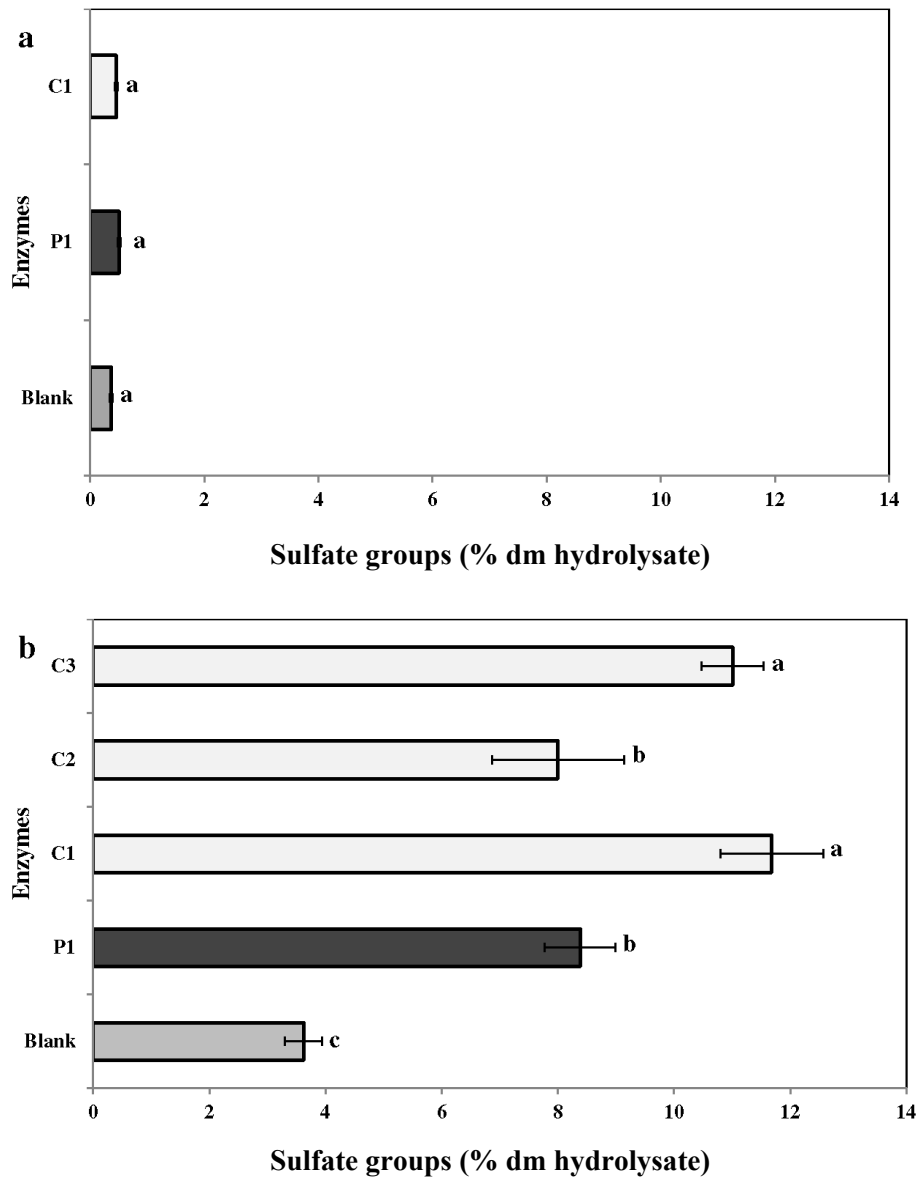 a
C1
a
P1
a
Blank
a
Enzymes
0 2 4 6 8 10 12 14
Sulfate groups (% dm hydrolysate)
b
C3
a
C2
b
C1
a
P1
b
Blank
c
Enzymes
0 2 4 6 8 10 12 14
Sulfate groups (% dm hydrolysate)